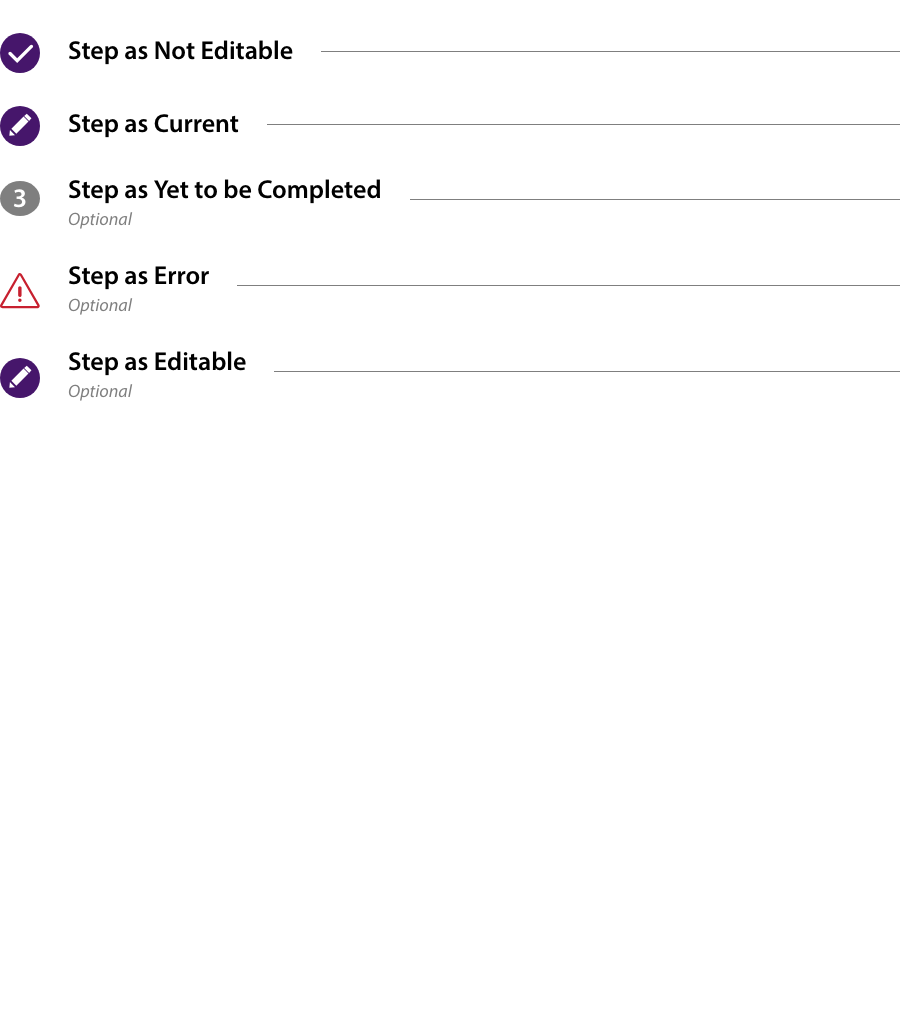 Step as Not Editable
Step as Current
3 Step as Yet to be Completed
Optional
Step as Error
Optional
Step as Editable
Optional